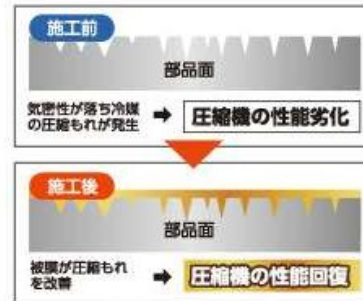 施工前
部品面
気密性が落ち冷媒
の圧縮もれが発生
圧縮機の性能劣化
施工後
部品面
被膜が圧縮もれ
を改善
圧縮機の性能回復